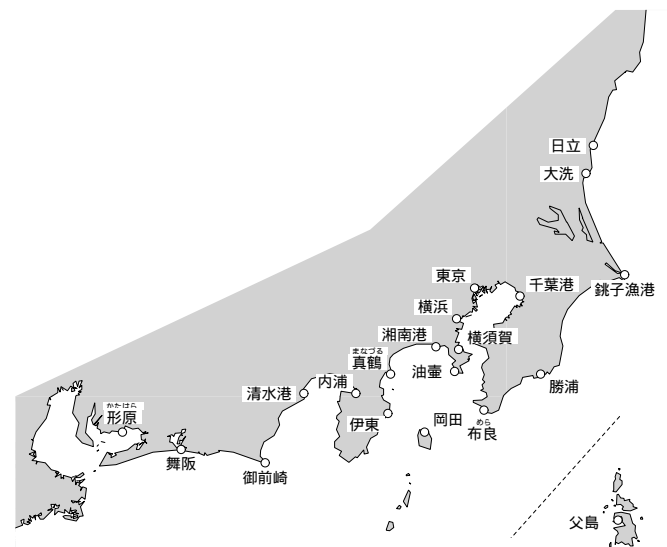 日立
大洗
東京
千葉港
銚子漁港
横浜
湘南港
横須賀
まなづる
真鶴
油壷
内浦
清水港
勝浦
かたはら
形原
伊東
岡田
めら
布良
舞阪
御前崎
父島